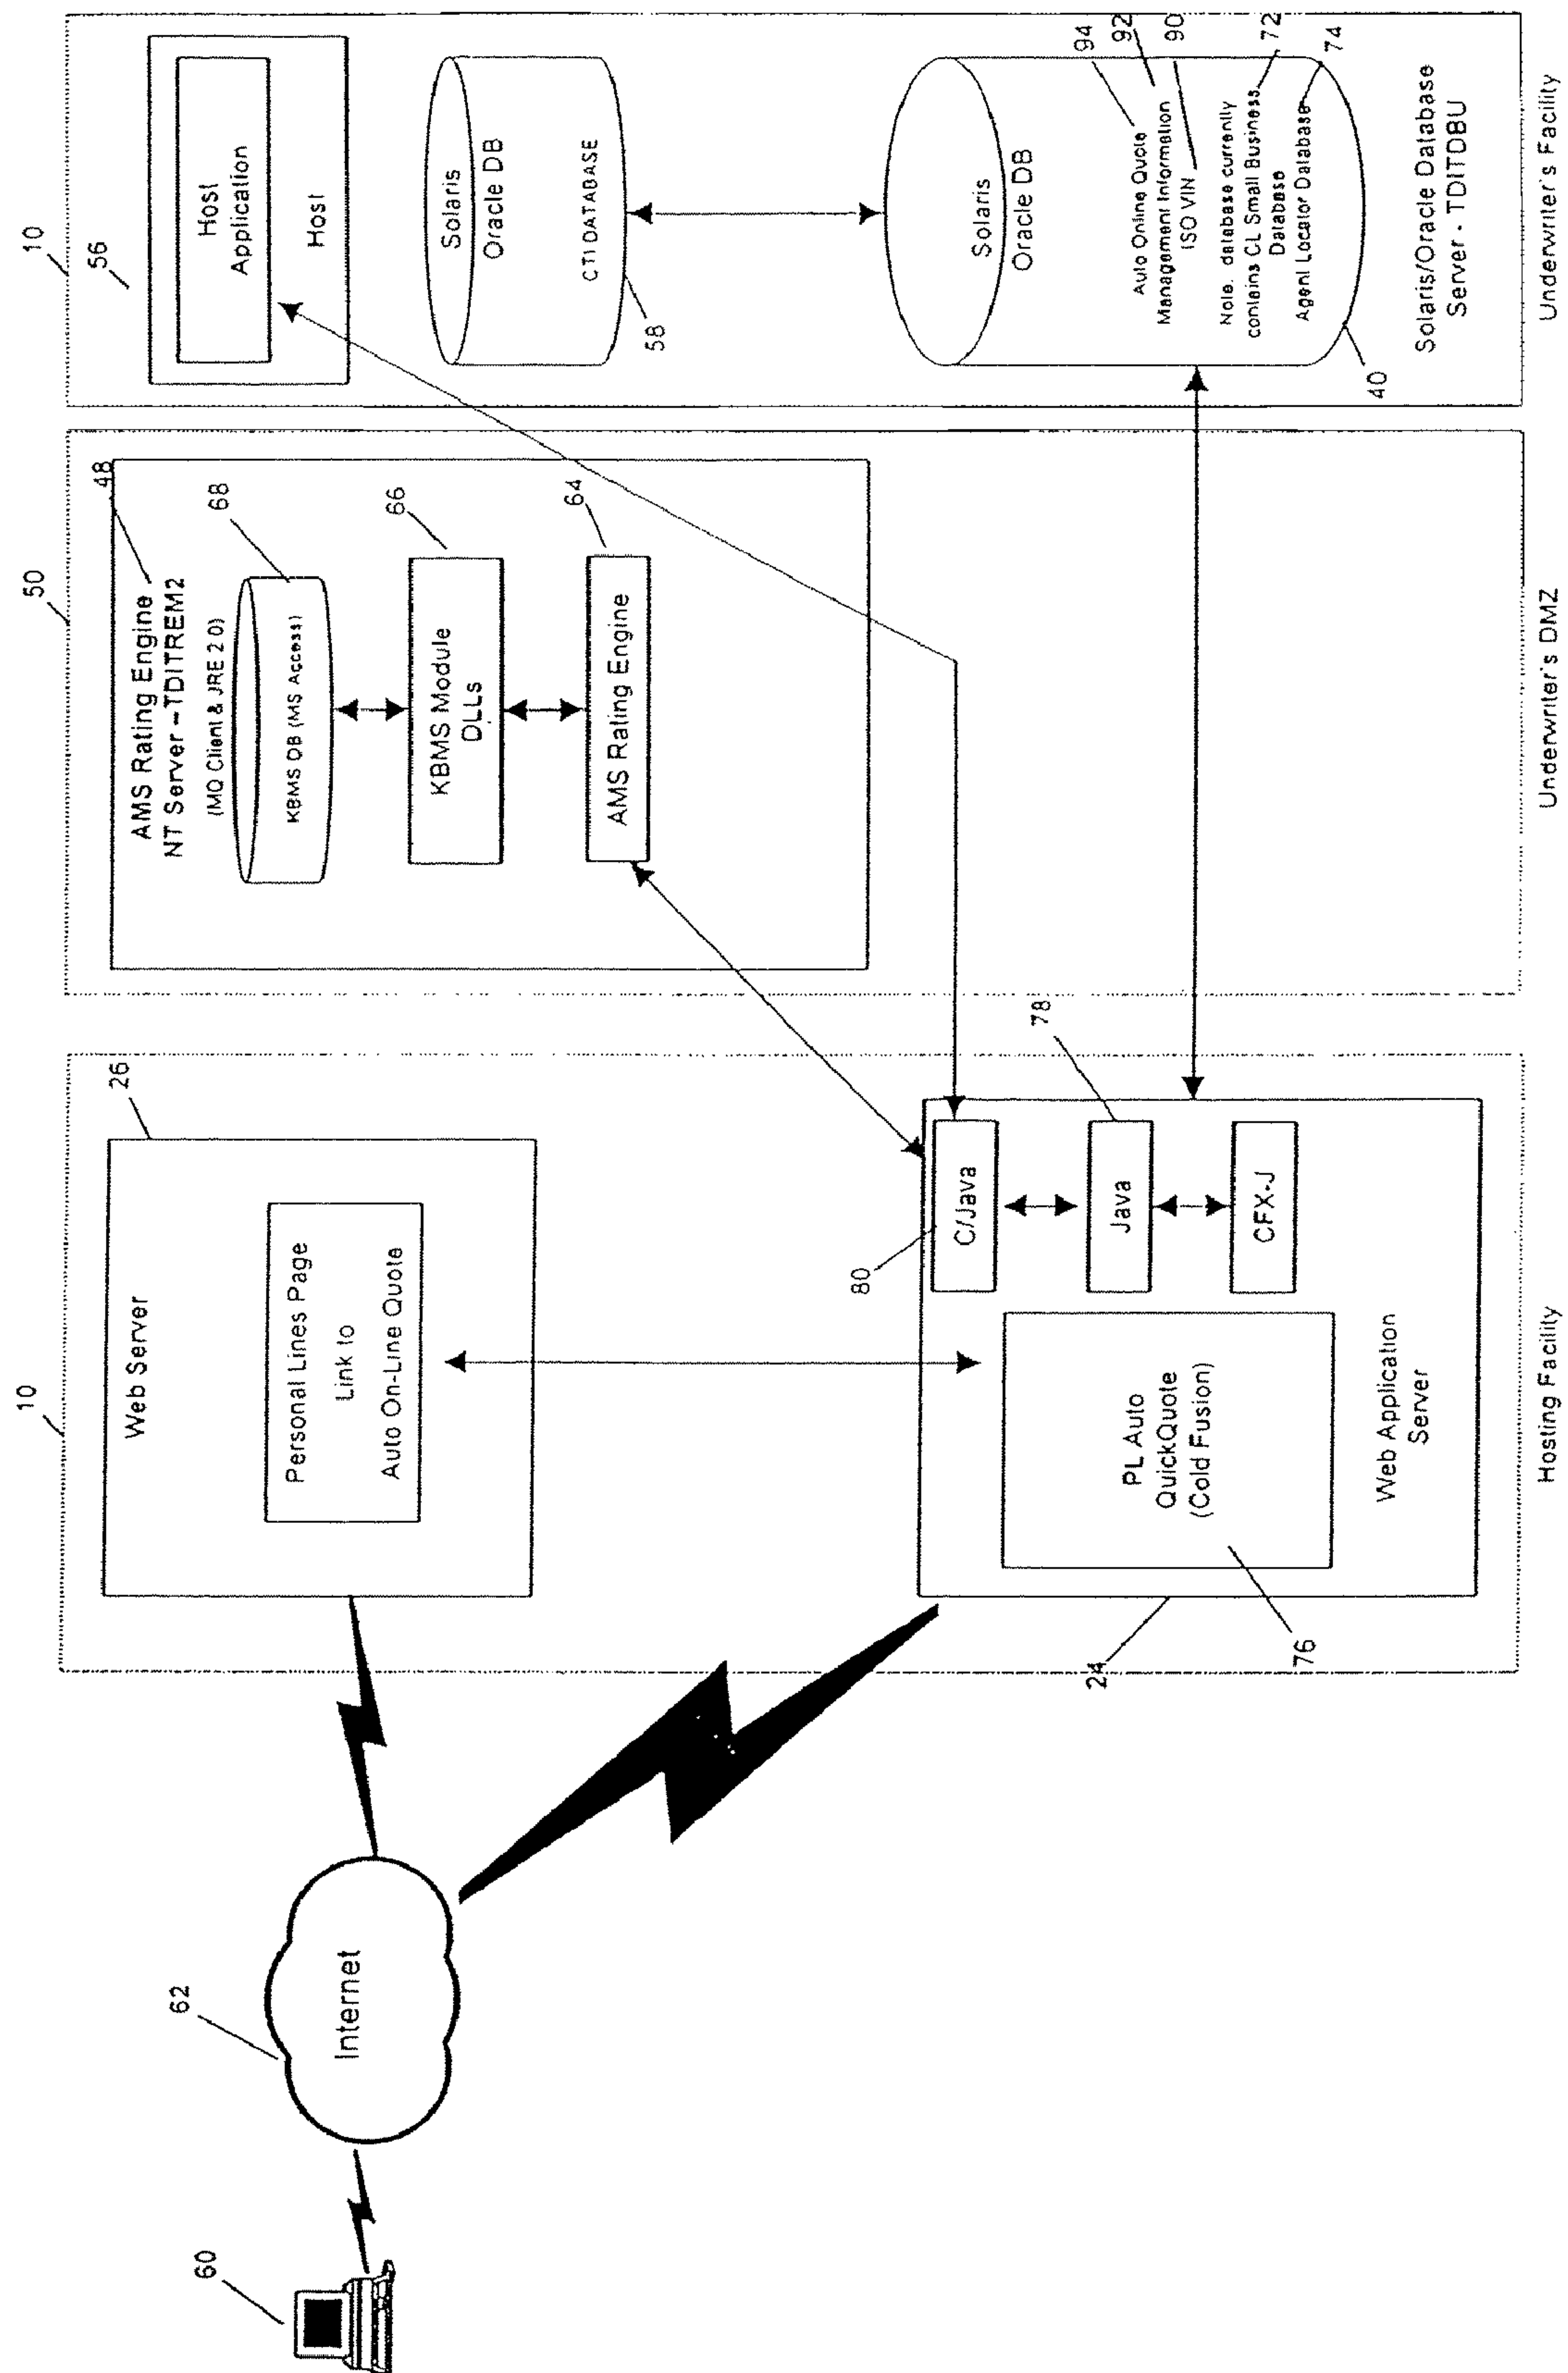 60
62
Internet
10
26
Web Server
Personal Lines Page
Link to
Auto On-Line Quote
80
C/Java
78
Java
CFX-J
PL Auto
QuickQuote
(Cold Fusion)
Web Application
Server
76
24
Hosting Facility
50
48
AMS Rating Engine
NT Server - TDITREM2
(MQ Client & JRE 2 0)
68
KBMS DB (MS Access)
66
KBMS Module
DLLs
64
AMS Rating Engine
Underwriter's DMZ
10
56
Host
Application
Host
Solaris
Oracle DB
CTI DATABASE
58
Solaris
Oracle DB
Auto Online Quote
94
Management Information
92
ISO VIN
90
Note. database currently
contains CL Small Business
72
Database
Agent Locator Database
74
40
Solaris/Oracle Database
Server - TDITDBU
Underwriter's Facility